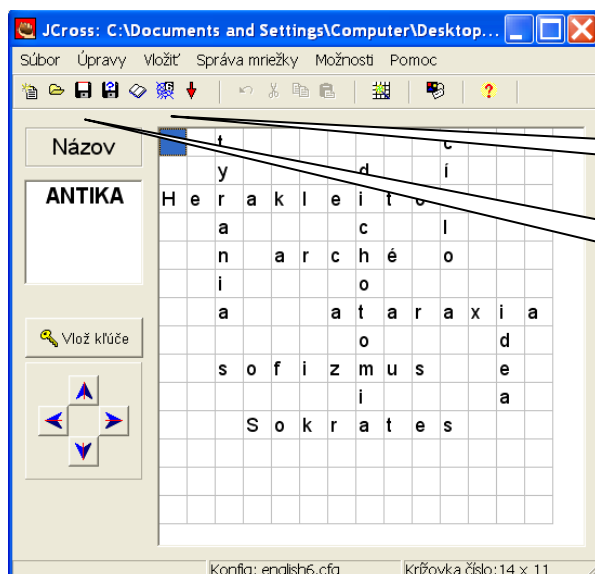 JCross: C:\Documents and Settings\Computer\Desktop...
Súbor Úpravy Vložiť Správa mriežky Možnosti Pomoc
Názov
ANTIKA
t c
y d í
H e r a k l e i t
a c l
n a r c h é o
i o
a a t a r a x i a
o d
s o f i z m u s e
i a
S o k r a t e s
Vlož kľúče
Konfig: english6.cfg Krížovka číslo:14 x 11